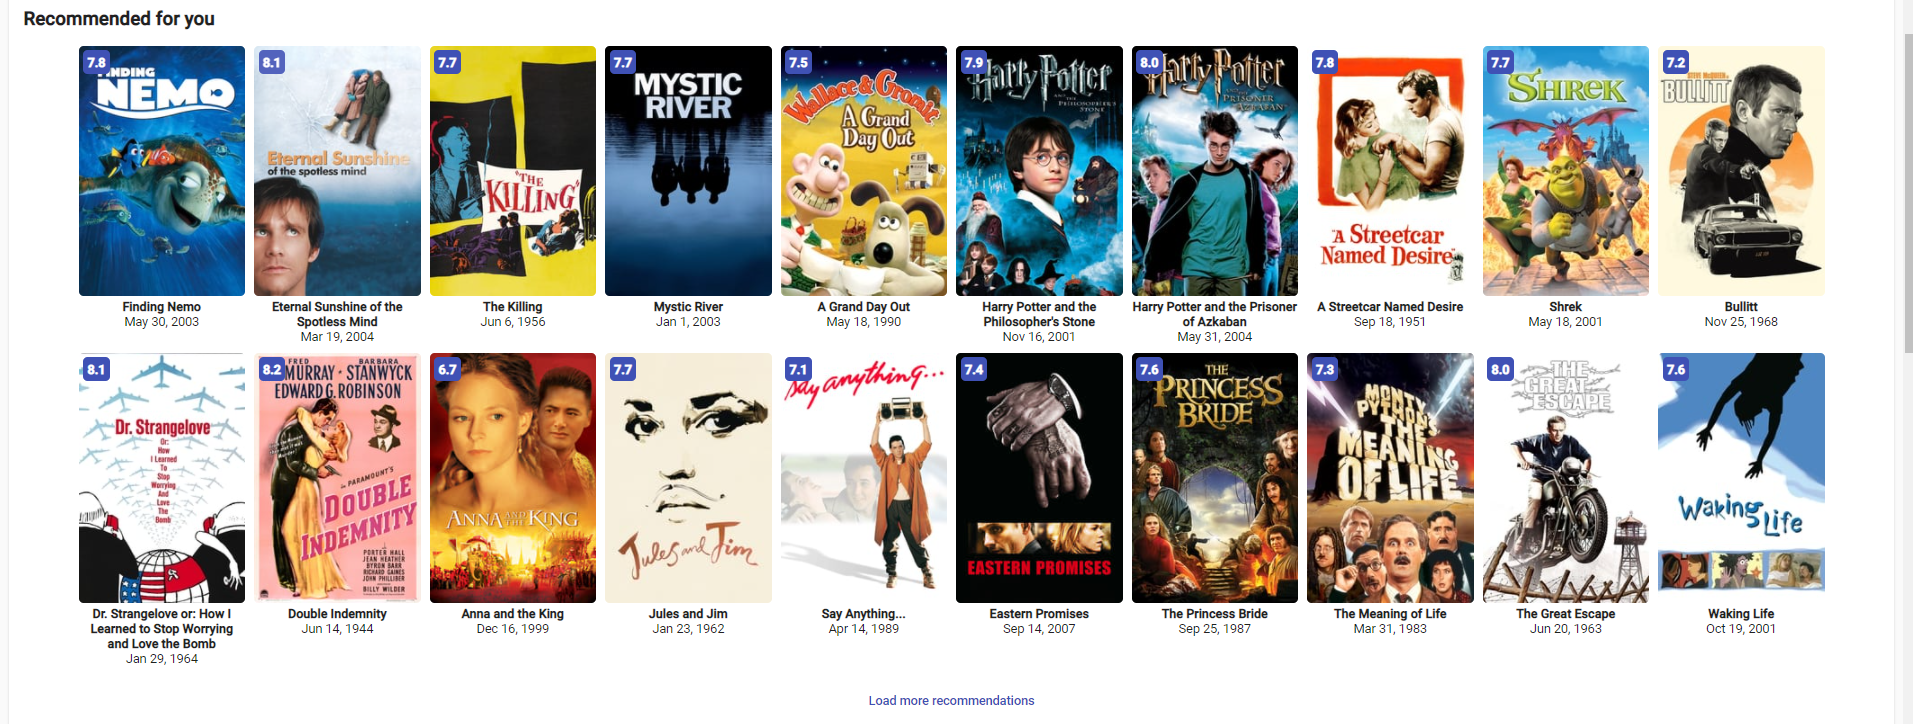 Recommended for you
7.8
FINDING
NEMO
Finding Nemo
May 30, 2003
8.1
Eternal Sunshine
of the spotless mind
Eternal Sunshine of the
Spotless Mind
Mar 19, 2004
7.7
"THE
KILLING"
The Killing
Jun 6, 1956
7.7
MYSTIC
RIVER
Mystic River
Jan 1, 2003
7.5
Wallace & Gromit
A Grand
Day Out
A Grand Day Out
May 18, 1990
7.9
Harry Potter
AND THE
PHILOSOPHER'S
STONE
Harry Potter and the
Philosopher's Stone
Nov 16, 2001
8.0
Harry Potter
AND THE
PRISONER OF
AZKABAN
Harry Potter and the Prisoner
of Azkaban
May 31, 2004
7.8
"A Streetcar
Named Desire"
A Streetcar Named Desire
Sep 18, 1951
7.7
SHREK
Shrek
May 18, 2001
7.2
STEVE McQUEEN
BULLITT
Bullitt
Nov 25, 1968
8.1
Dr. Strangelove
Or:
How
I Learned
To
Stop
Worrying
And
Love
The
Bomb
Dr. Strangelove or: How I
Learned to Stop Worrying
and Love the Bomb
Jan 29, 1964
8.2
FRED BARBARA
MURRAY · STANWYCK
EDWARD G. ROBINSON
PARAMOUNT'S
DOUBLE
INDEMNITY
PORTER HALL
JEAN HEATHER
BYRON BARR
RICHARD GAINES
JOHN PHILLIBER
BILLY WILDER
Double Indemnity
Jun 14, 1944
6.7
ANNA AND THE KING
Anna and the King
Dec 16, 1999
7.7
Jules and Jim
Jules and Jim
Jan 23, 1962
7.1
say anything...
Say Anything...
Apr 14, 1989
7.4
EASTERN PROMISES
Eastern Promises
Sep 14, 2007
7.6
THE
PRINCESS
BRIDE
The Princess Bride
Sep 25, 1987
7.3
MONTY
PYTHON'S
THE
MEANING
OF LIFE
The Meaning of Life
Mar 31, 1983
8.0
THE
GREAT
ESCAPE
The Great Escape
Jun 20, 1963
7.6
Waking Life
Waking Life
Oct 19, 2001
Load more recommendations